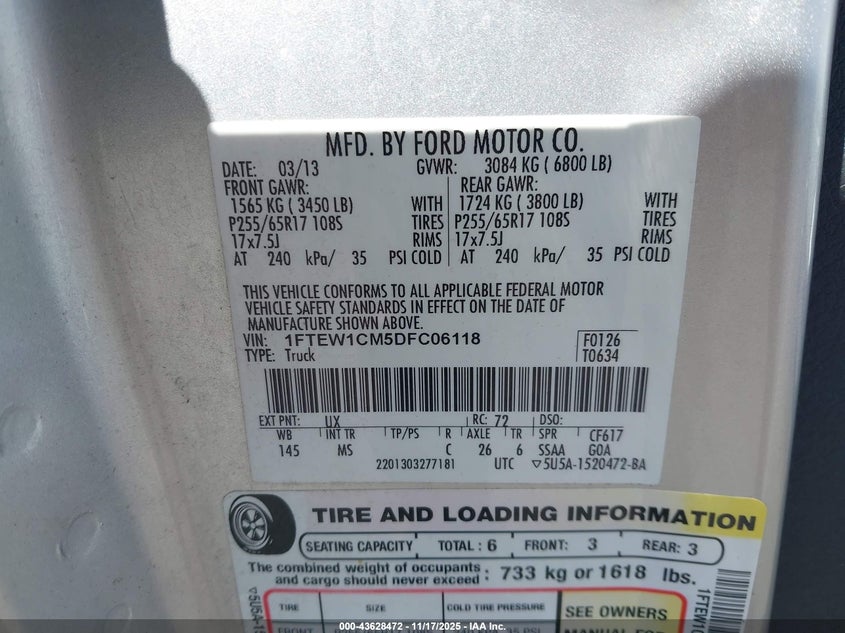 MFD. BY FORD MOTOR CO.
DATE: 03/13 GVWR: 3084 KG ( 6800 LB)
FRONT GAWR: REAR GAWR:
1565 KG ( 3450 LB) WITH 1724 KG ( 3800 LB) WITH
P255/65R17 108S TIRES P255/65R17 108S TIRES
17x7.5J RIMS 17x7.5J RIMS
AT 240 kPa/ 35 PSI COLD AT 240 kPa/ 35 PSI COLD
THIS VEHICLE CONFORMS TO ALL APPLICABLE FEDERAL MOTOR
VEHICLE SAFETY STANDARDS IN EFFECT ON THE DATE OF
MANUFACTURE SHOWN ABOVE.
VIN: 1FTEW1CM5DFC06118 F0126
TYPE: Truck T0634
EXT PNT: UX RC: 72 DSO:
WB INT TR TP/PS R AXLE TR SPR CF617
145 MS C 26 6 SSAA GOA
2201303277181 UTC ▽5U5A-1520472-BA
TIRE AND LOADING INFORMATION
SEATING CAPACITY TOTAL : 6 FRONT: 3 REAR: 3
The combined weight of occupants and cargo should never exceed : 733 kg or 1618 lbs.
TIRE SIZE COLD TIRE PRESSURE SEE OWNERS
000-43628472 — 11/17/2025 — IAA, Inc.